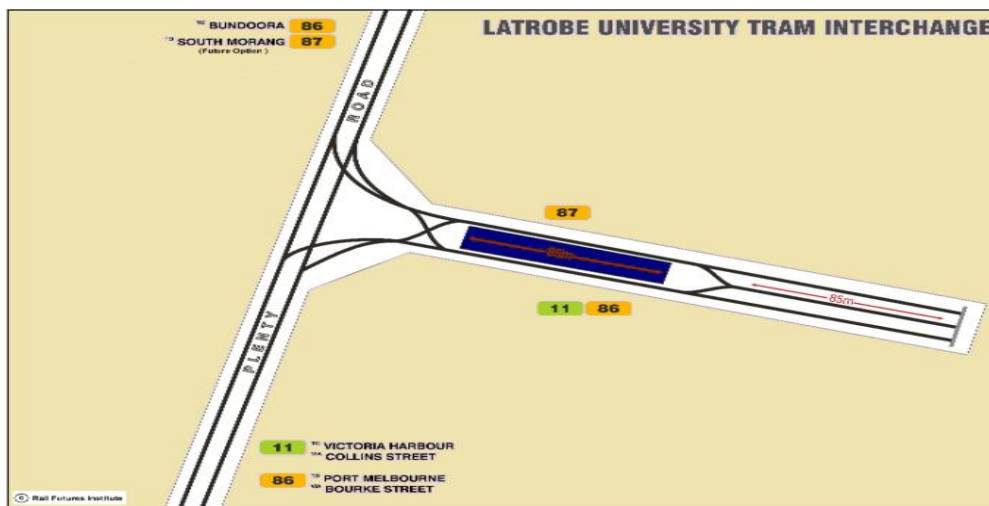 LATROBE UNIVERSITY TRAM INTERCHANGE
TO BUNDOORA 86
TO SOUTH MORANG 87
(Future Option)
ROAD
87
85m
85m
11 86
PLENTY
11 TO VICTORIA HARBOUR
VIA COLLINS STREET
86 TO PORT MELBOURNE
VIA BOURKE STREET
© Rail Futures Institute